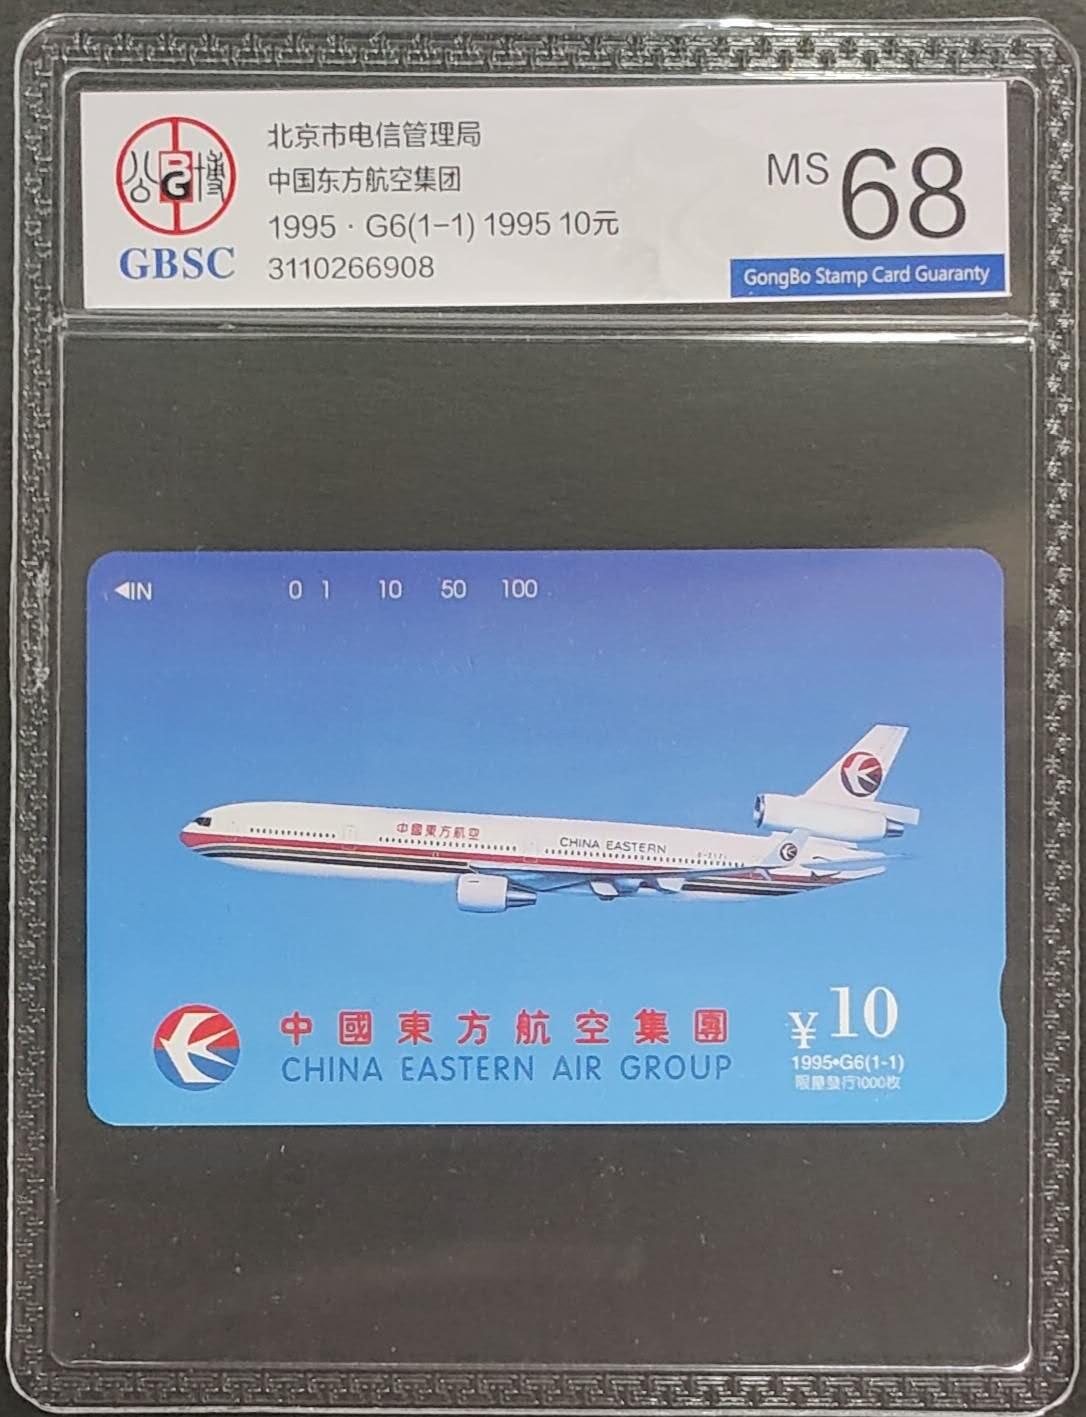 公 BG 博
GBSC
北京市电信管理局
中国东方航空集团
1995 · G6(1-1) 1995 10元
3110266908
MS 68
GongBo Stamp Card Guaranty
◀IN 0 1 10 50 100
中國東方航空
CHINA EASTERN
中國東方航空集團
CHINA EASTERN AIR GROUP
¥10
1995•G6(1-1)
限量發行1000枚